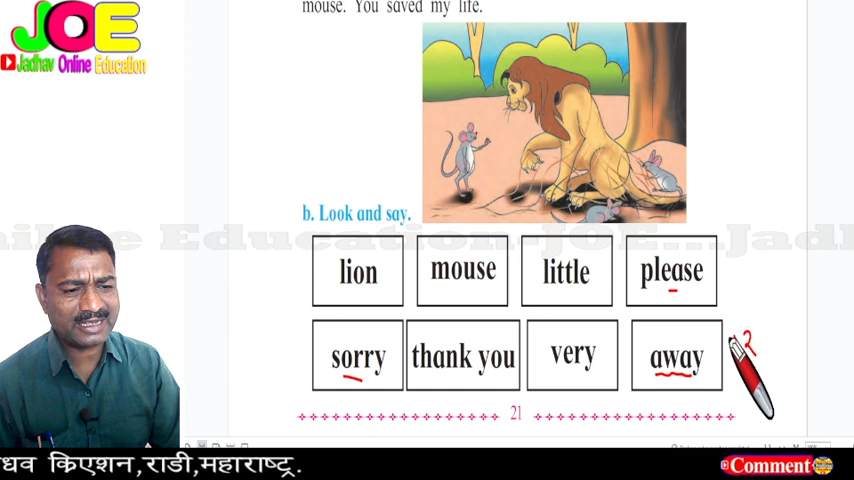 JOE
Jadhav Online Education
mouse. You saved my life.
b. Look and say.
Education-JOE...Jad
lion
mouse
little
please
sorry
thank you
very
away
21
धव किएशन,राडी,महाराष्ट्र.
Comment